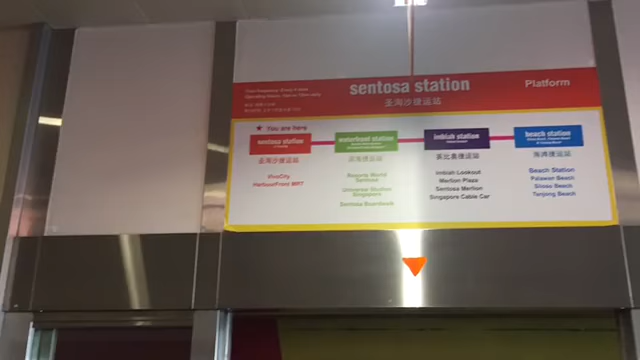 sentosa station
圣淘沙捷运站
Platform
You are here
sentosa station
圣淘沙捷运站
VivoCity
HarbourFront MRT
waterfront station
滨海捷运站
Resorts World
Sentosa
Universal Studios
Singapore
Sentosa Boardwalk
imbiah station
英比奥捷运站
Imbiah Lookout
Merlion Plaza
Sentosa Merlion
Singapore Cable Car
beach station
海滩捷运站
Beach Station
Palawan Beach
Siloso Beach
Tanjong Beach